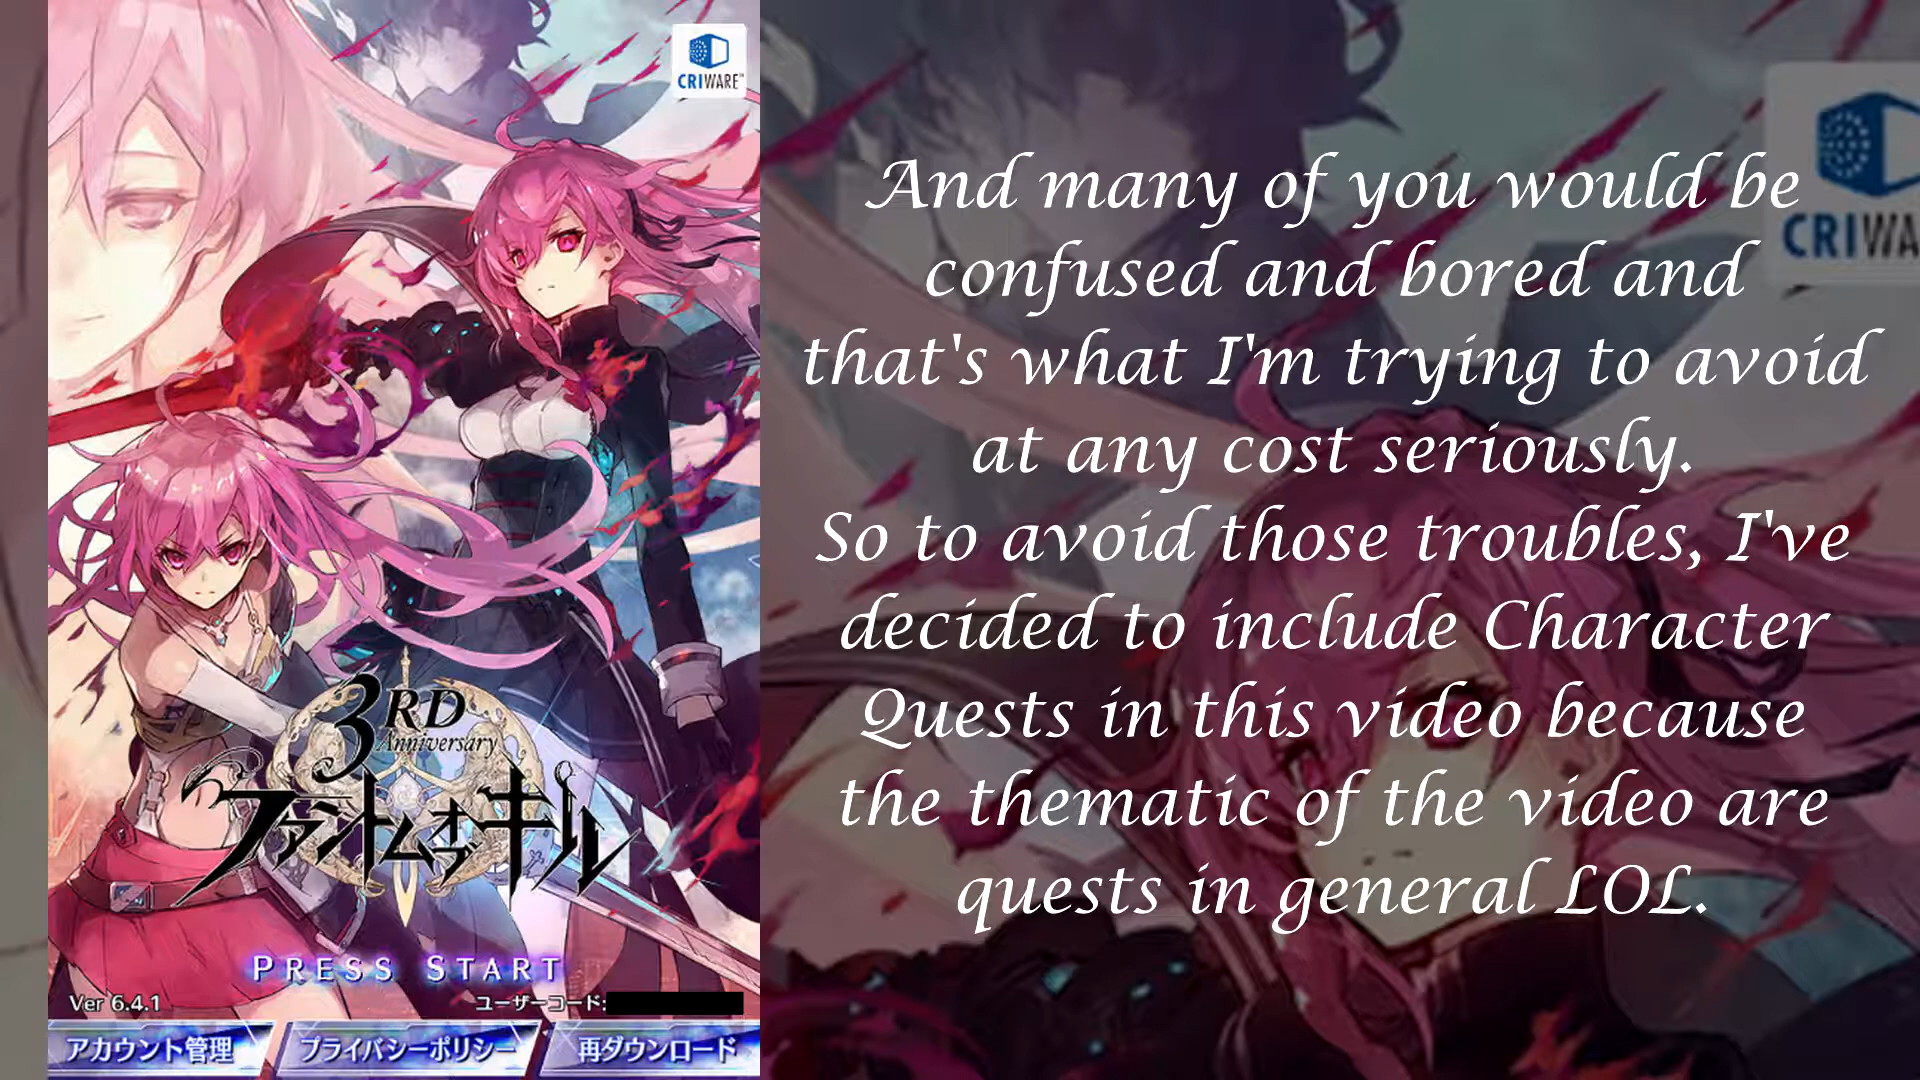 CRIWARE™
3RD
Anniversary
ファントムオブキル
PRESS START
Ver 6.4.1
ユーザーコード:
アカウント管理
プライバシーポリシー
再ダウンロード
And many of you would be
confused and bored and
that's what I'm trying to avoid
at any cost seriously.
So to avoid those troubles, I've
decided to include Character
Quests in this video because
the thematic of the video are
quests in general LOL.
CRIWA